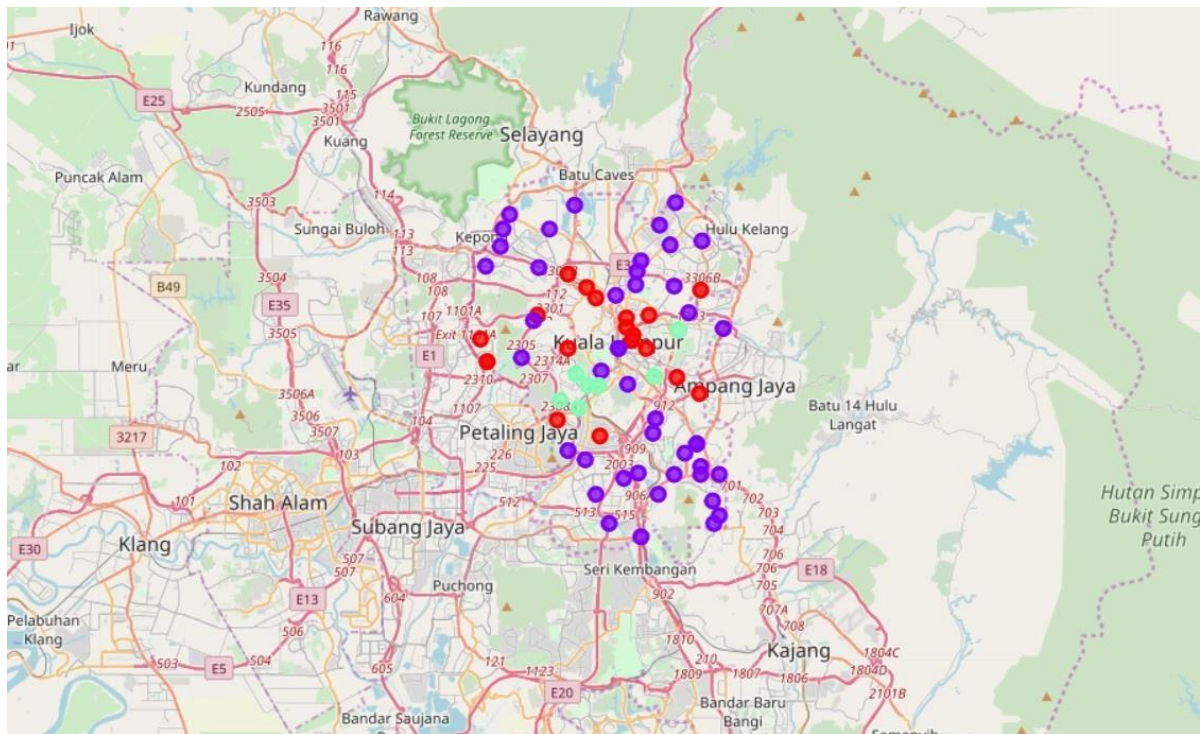 Rawang
Ijok
116
116
Kundang
E25
115
3501
2505
3501
Bukit Lagong
Forest Reserve
Selayang
Kuang
Puncak Alam
Batu Caves
114
3503
Sungai Buloh
113
113
Hulu Kelang
3504
108
3306B
B49
108
112
E35
107
1101A
2301
3505
2305
Kuala
E1
2314A
Meru
2310
2307
Ampang Jaya
3506A
1107
912
Batu 14 Hulu
Langat
3506
104
3507
3217
Petaling Jaya
909
102
103
226
2003
225
701
Shah Alam
906
702
Hutan Simp
101
512
703
Bukit Sung
513
515
Putih
Subang Jaya
704
Klang
E30
507
706
Seri Kembangan
E18
507
706
Puchong
705
E13
604
902
707A
Pelabuhan
Klang
506
708
1810
Kajang
1804C
503
504
121
210
E5
605
1123
1809
1807
1806
1804D
E20
2101B
Bandar Baru
Bangi
Bandar Saujana